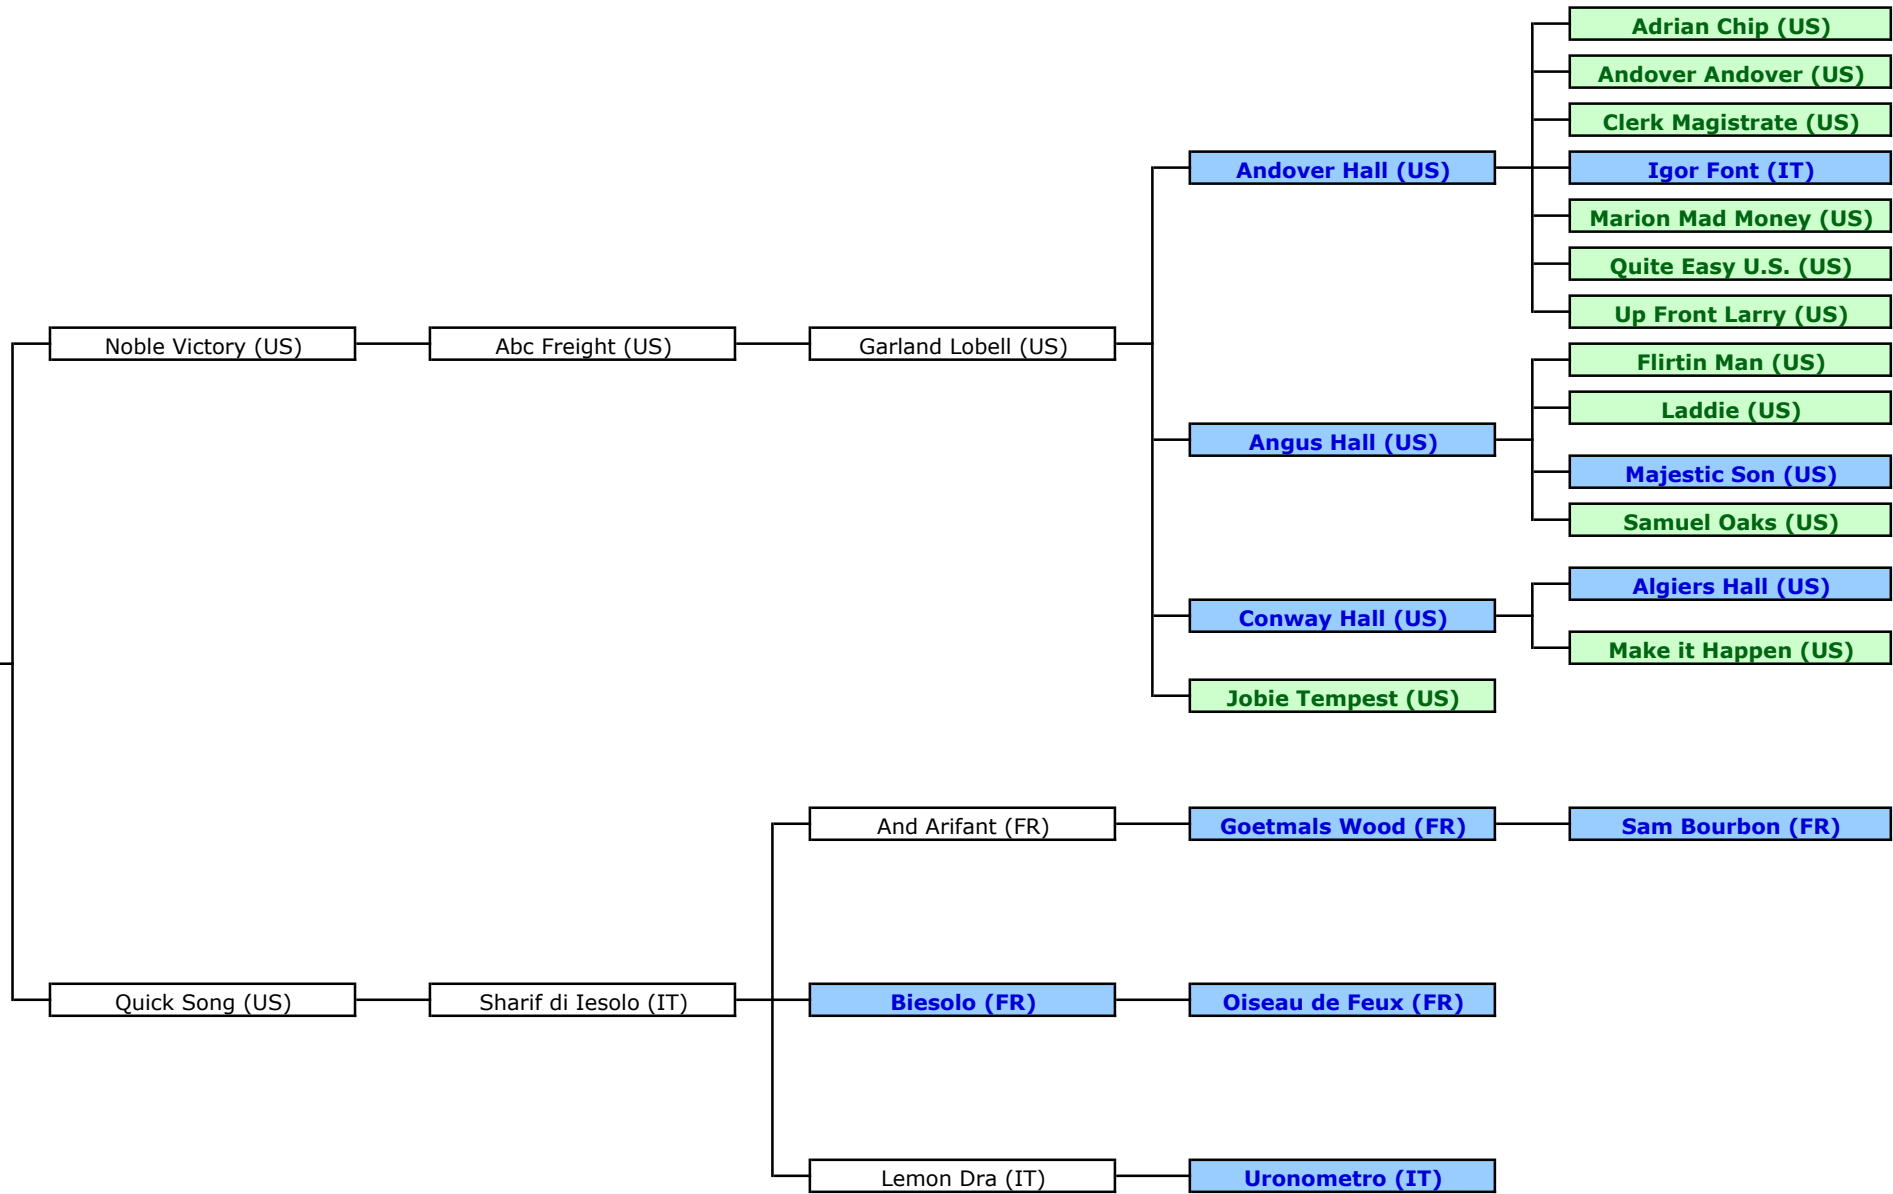 Adrian Chip (US)
Andover Andover (US)
Clerk Magistrate (US)
Andover Hall (US)
Igor Font (IT)
Marion Mad Money (US)
Quite Easy U.S. (US)
Up Front Larry (US)
Noble Victory (US)
Abc Freight (US)
Garland Lobell (US)
Flirtin Man (US)
Laddie (US)
Angus Hall (US)
Majestic Son (US)
Samuel Oaks (US)
Algiers Hall (US)
Conway Hall (US)
Make it Happen (US)
Jobie Tempest (US)
And Arifant (FR)
Goetmals Wood (FR)
Sam Bourbon (FR)
Quick Song (US)
Sharif di Iesolo (IT)
Biesolo (FR)
Oiseau de Feux (FR)
Lemon Dra (IT)
Uronometro (IT)